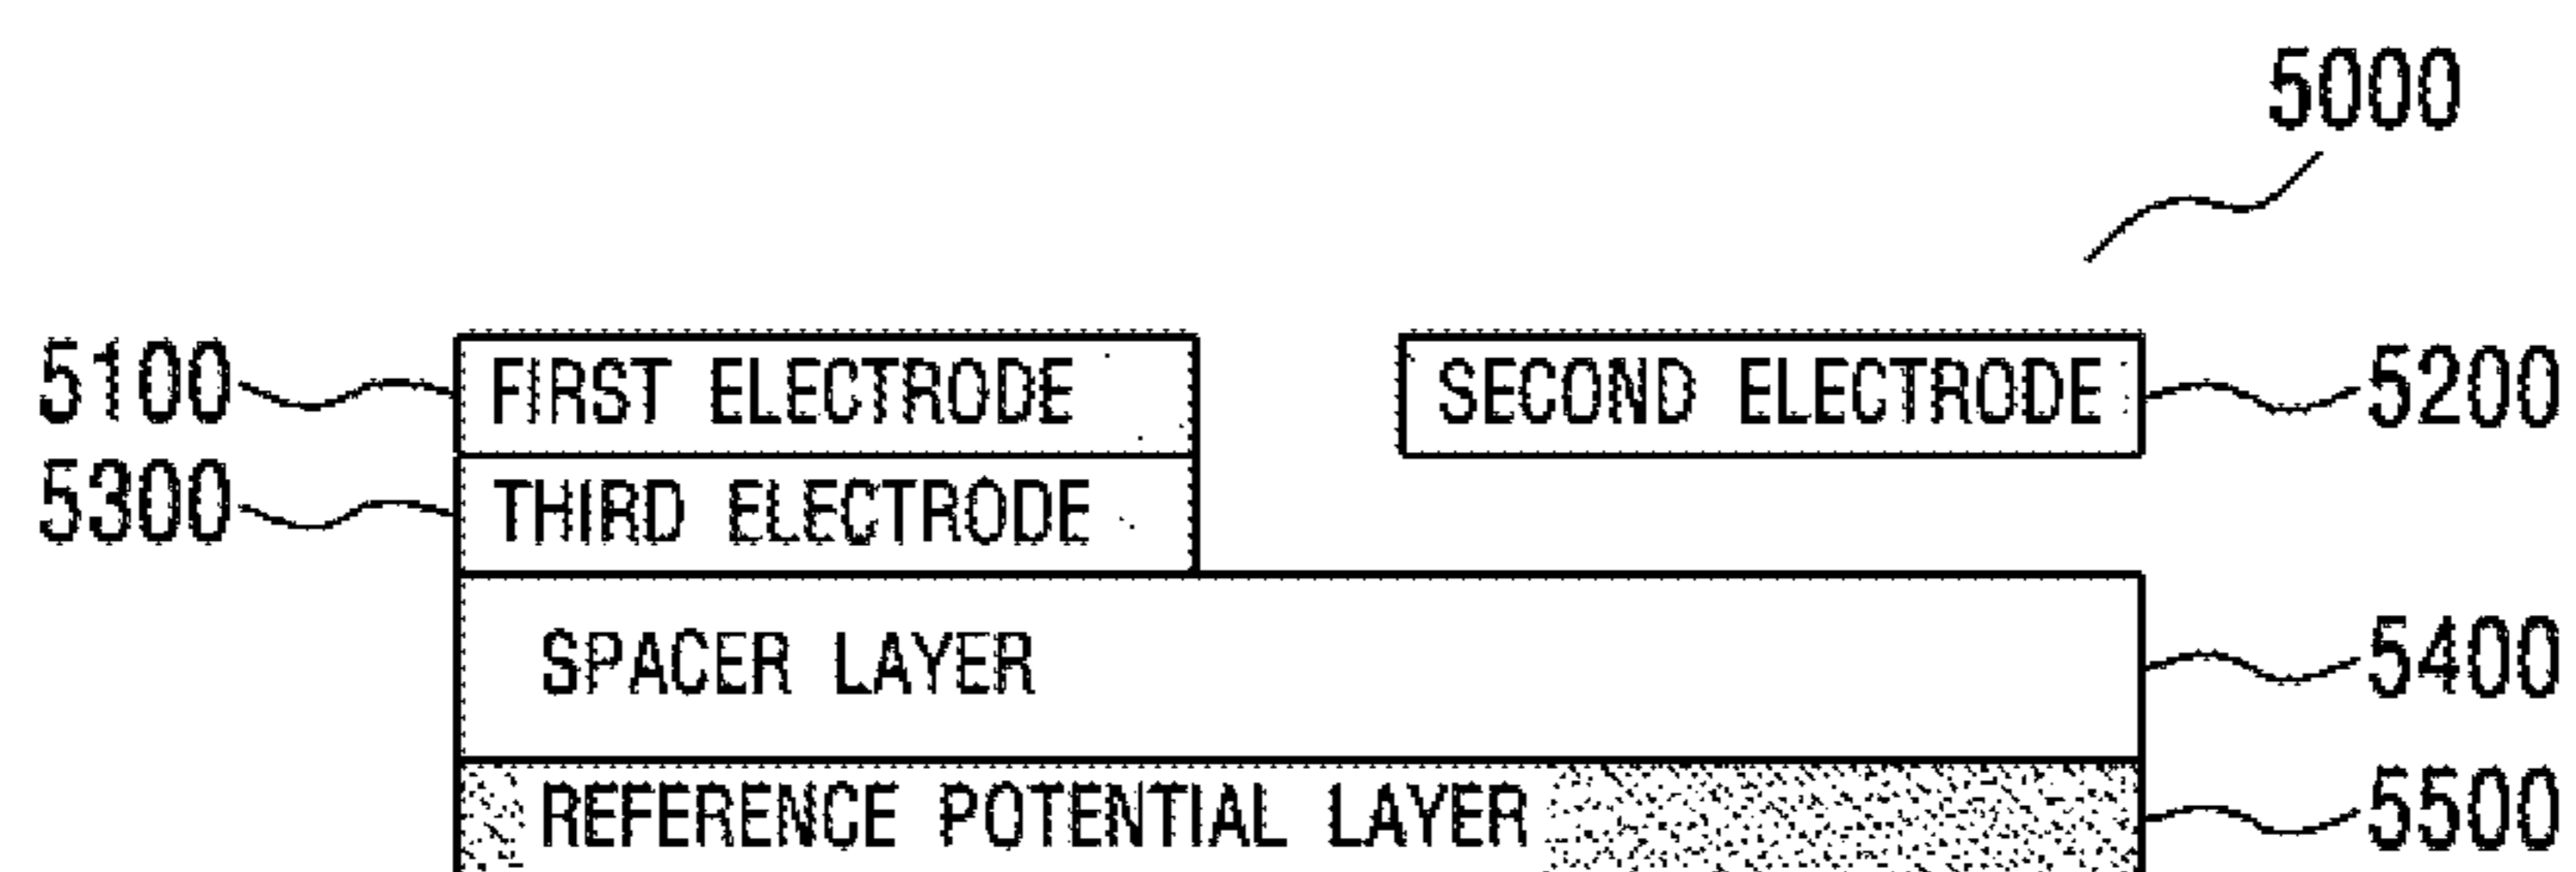 5000
5100 FIRST ELECTRODE SECOND ELECTRODE 5200
5300 THIRD ELECTRODE
SPACER LAYER 5400
REFERENCE POTENTIAL LAYER 5500